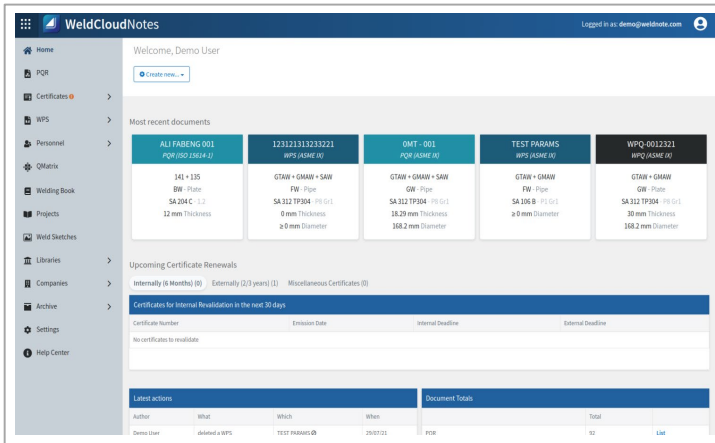 WeldCloudNotes
Logged in as: demo@weldnote.com
Home
PQR
Certificates
WPS
Personnel
QMatrix
Welding Book
Projects
Weld Sketches
Libraries
Companies
Archive
Settings
Help Center
Welcome, Demo User
Create new...
Most recent documents
ALI FABENG 001
PQR (ISO 15614-1)
141 + 135
BW - Plate
SA 204 C - 1.2
12 mm Thickness
123121313233221
WPS (ASME IX)
GTAW + GMAW + SAW
FW - Pipe
SA 312 TP304 - P8 Gr1
0 mm Thickness
≥ 0 mm Diameter
OMT - 001
PQR (ASME IX)
GTAW + GMAW + SAW
GW - Pipe
SA 312 TP304 - P8 Gr1
18.29 mm Thickness
168.2 mm Diameter
TEST PARAMS
WPS (ASME IX)
GTAW + GMAW
FW - Pipe
SA 106 B - P1 Gr1
≥ 0 mm Diameter
WPQ-0012321
WPQ (ASME IX)
GTAW + GMAW
GW - Plate
SA 312 TP304 - P8 Gr1
30 mm Thickness
168.2 mm Diameter
Upcoming Certificate Renewals
Internally (6 Months) (0) Externally (2/3 years) (1) Miscellaneous Certificates (0)
Certificates for Internal Revalidation in the next 30 days
Certificate Number Emission Date Internal Deadline External Deadline
No certificates to revalidate
Latest actions
Author What Which When
Demo User deleted a WPS TEST PARAMS 29/07/21
Document Totals
Total
PQR 92 List